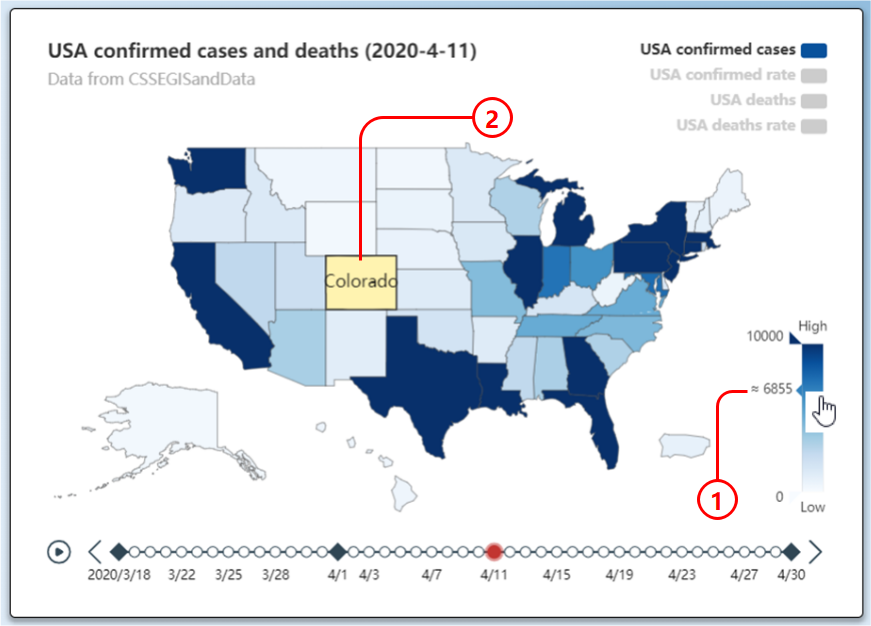 USA confirmed cases and deaths (2020-4-11)
Data from CSSEGISandData
USA confirmed cases
USA confirmed rate
USA deaths
USA deaths rate
2
Colorado
High
10000
≈ 6855
1
0
Low
2020/3/18 3/22 3/25 3/28 4/1 4/3 4/7 4/11 4/15 4/19 4/23 4/27 4/30